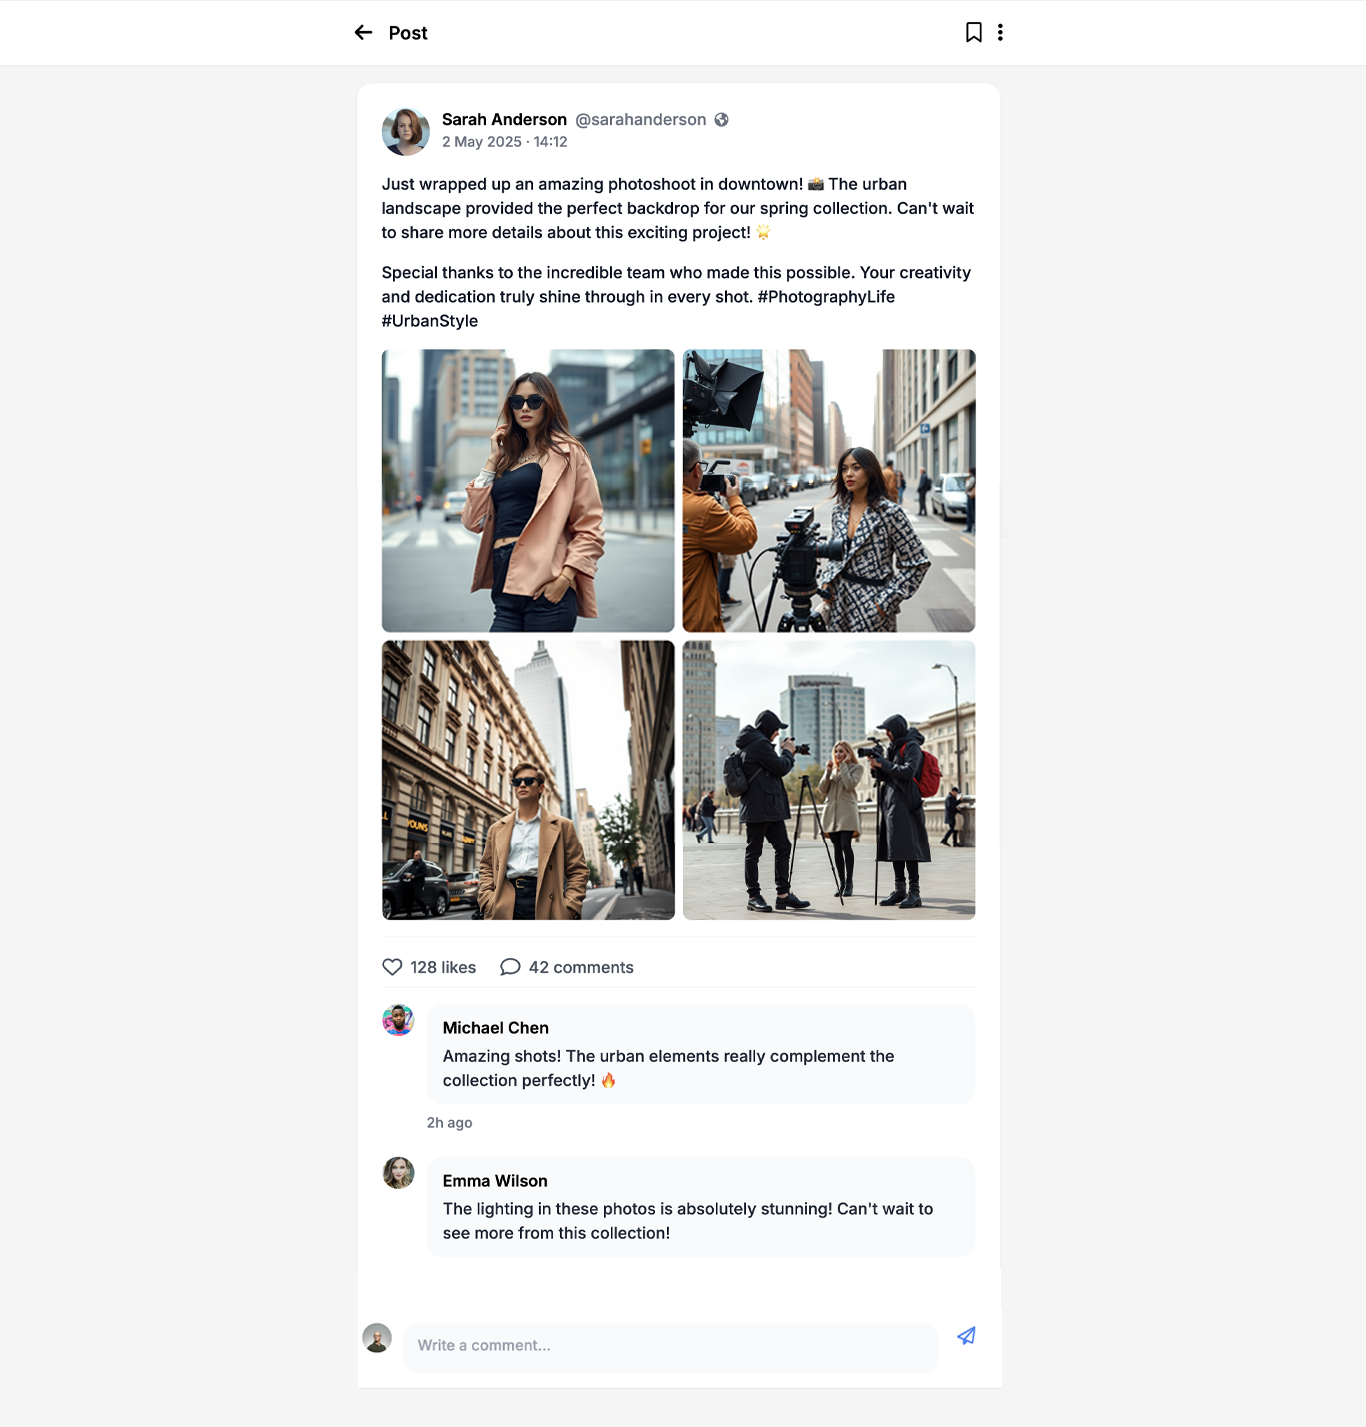 Post
Sarah Anderson @sarahanderson
2 May 2025 · 14:12
Just wrapped up an amazing photoshoot in downtown! 📸 The urban
landscape provided the perfect backdrop for our spring collection. Can't wait
to share more details about this exciting project! 🌟
Special thanks to the incredible team who made this possible. Your creativity
and dedication truly shine through in every shot. #PhotographyLife
#UrbanStyle
128 likes 42 comments
Michael Chen
Amazing shots! The urban elements really complement the
collection perfectly! 🔥
2h ago
Emma Wilson
The lighting in these photos is absolutely stunning! Can't wait to
see more from this collection!
Write a comment...